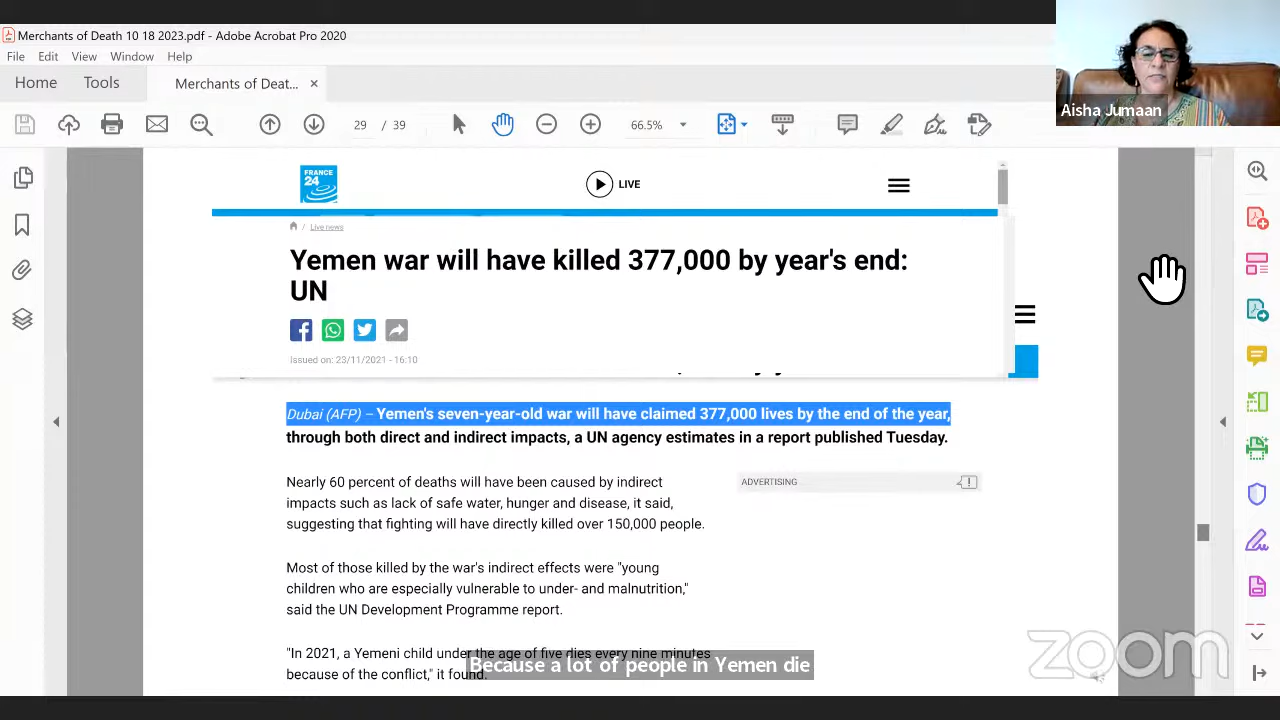 Merchants of Death 10 18 2023.pdf - Adobe Acrobat Pro 2020
File Edit View Window Help
Home Tools Merchants of Deat... ×
29 / 39 66.5%
Aisha Jumaan
FRANCE
24
LIVE
/ Live news
Yemen war will have killed 377,000 by year's end:
UN
issued on: 23/11/2021 - 16:10
Dubai (AFP) – Yemen's seven-year-old war will have claimed 377,000 lives by the end of the year,
through both direct and indirect impacts, a UN agency estimates in a report published Tuesday.
Nearly 60 percent of deaths will have been caused by indirect
impacts such as lack of safe water, hunger and disease, it said,
suggesting that fighting will have directly killed over 150,000 people.
ADVERTISING
Most of those killed by the war's indirect effects were "young
children who are especially vulnerable to under- and malnutrition,"
said the UN Development Programme report.
"In 2021, a Yemeni child under the age of five dies every nine minutes
because of the conflict," it found.
Because a lot of people in Yemen die
zoom